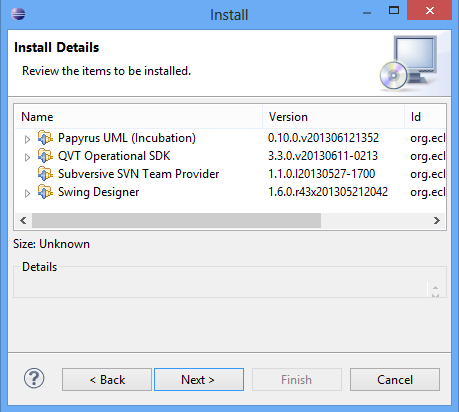 Install
Install Details
Review the items to be installed.
Name Version Id
Papyrus UML (Incubation) 0.10.0.v201306121352 org.ecl
QVT Operational SDK 3.3.0.v20130611-0213 org.ecl
Subversive SVN Team Provider 1.1.0.I20130527-1700 org.ecl
Swing Designer 1.6.0.r43x201305212042 org.ecl
Size: Unknown
Details
? < Back Next > Finish Cancel